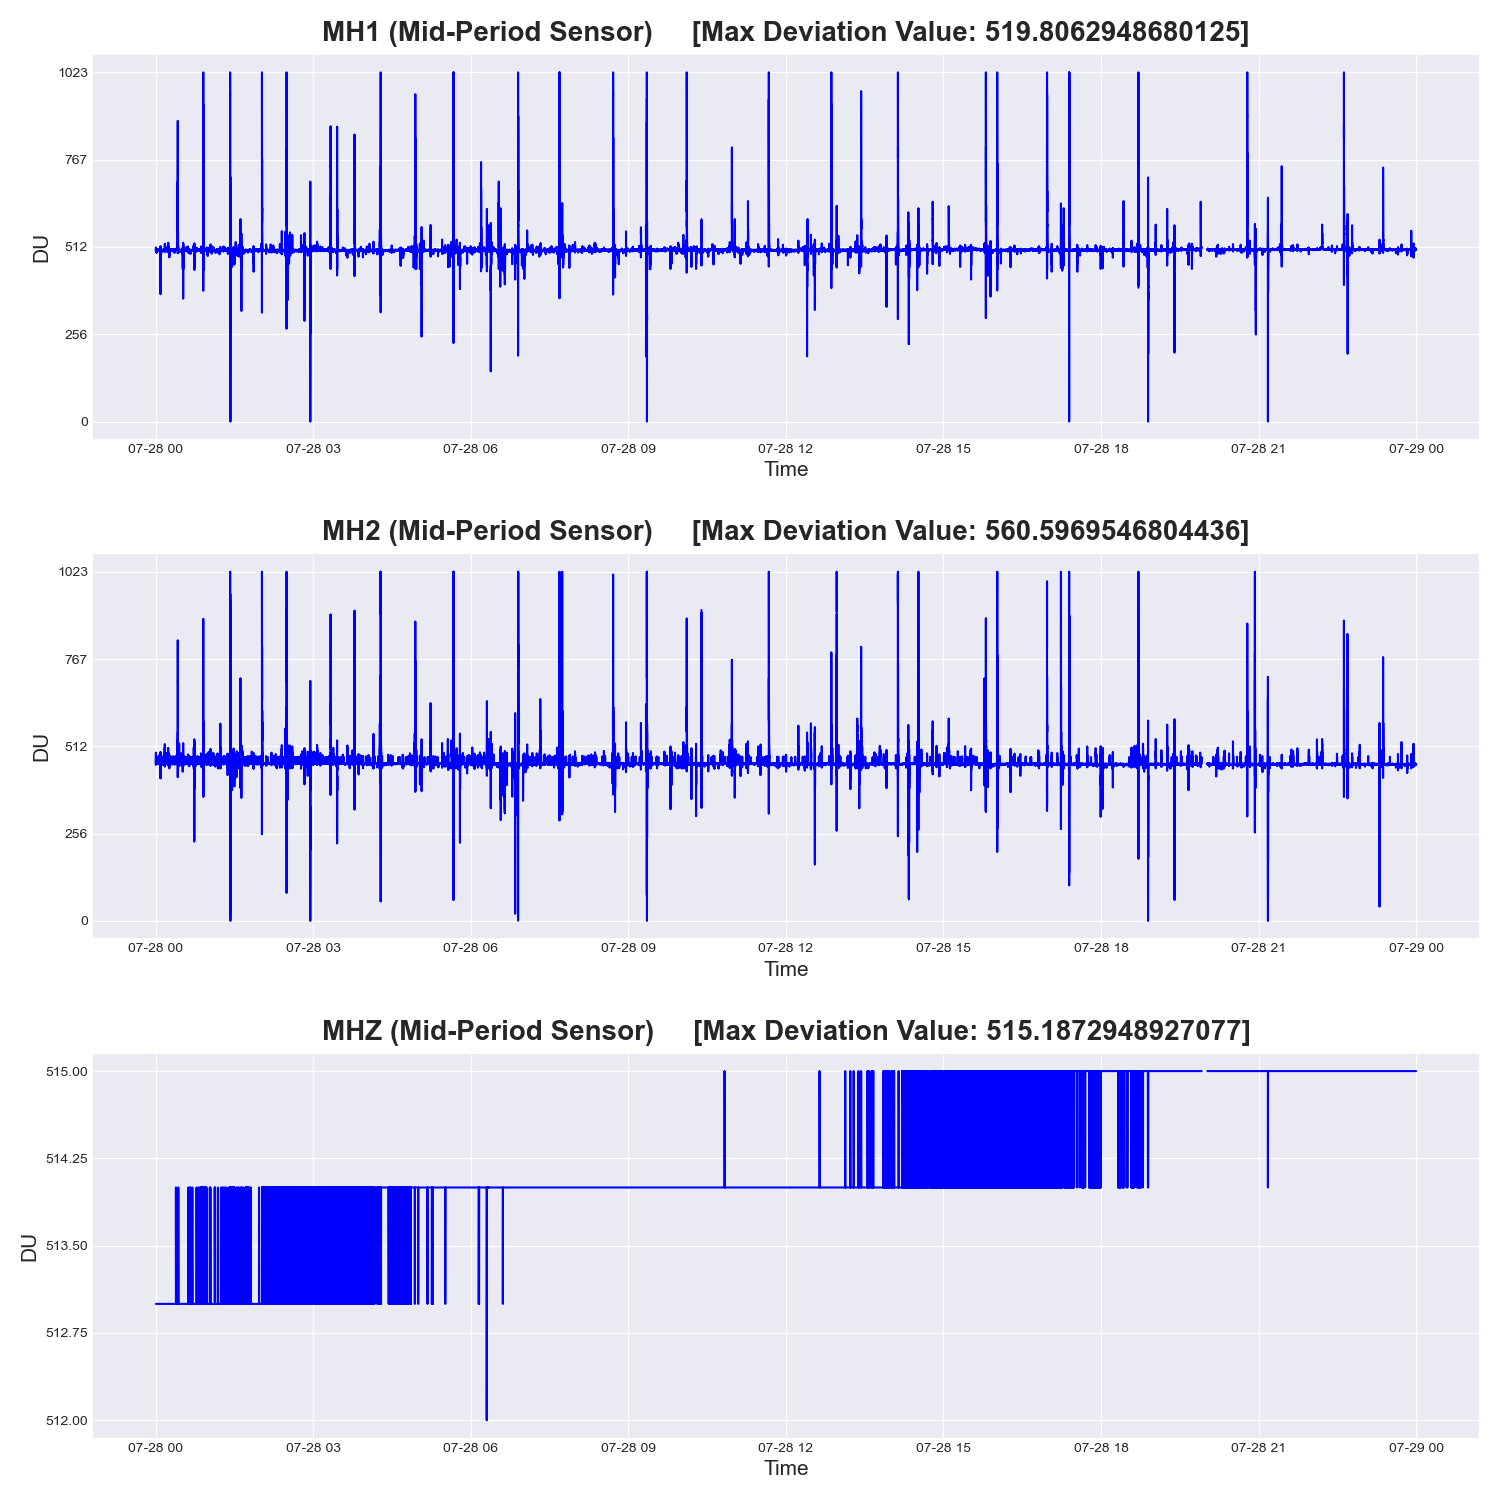 MH1 (Mid-Period Sensor) [Max Deviation Value: 519.8062948680125]
1023
767
512
256
0
DU
07-28 00 07-28 03 07-28 06 07-28 09 07-28 12 07-28 15 07-28 18 07-28 21 07-29 00
Time
MH2 (Mid-Period Sensor) [Max Deviation Value: 560.5969546804436]
1023
767
512
256
0
DU
07-28 00 07-28 03 07-28 06 07-28 09 07-28 12 07-28 15 07-28 18 07-28 21 07-29 00
Time
MHZ (Mid-Period Sensor) [Max Deviation Value: 515.1872948927077]
515.00
514.25
513.50
512.75
512.00
DU
07-28 00 07-28 03 07-28 06 07-28 09 07-28 12 07-28 15 07-28 18 07-28 21 07-29 00
Time